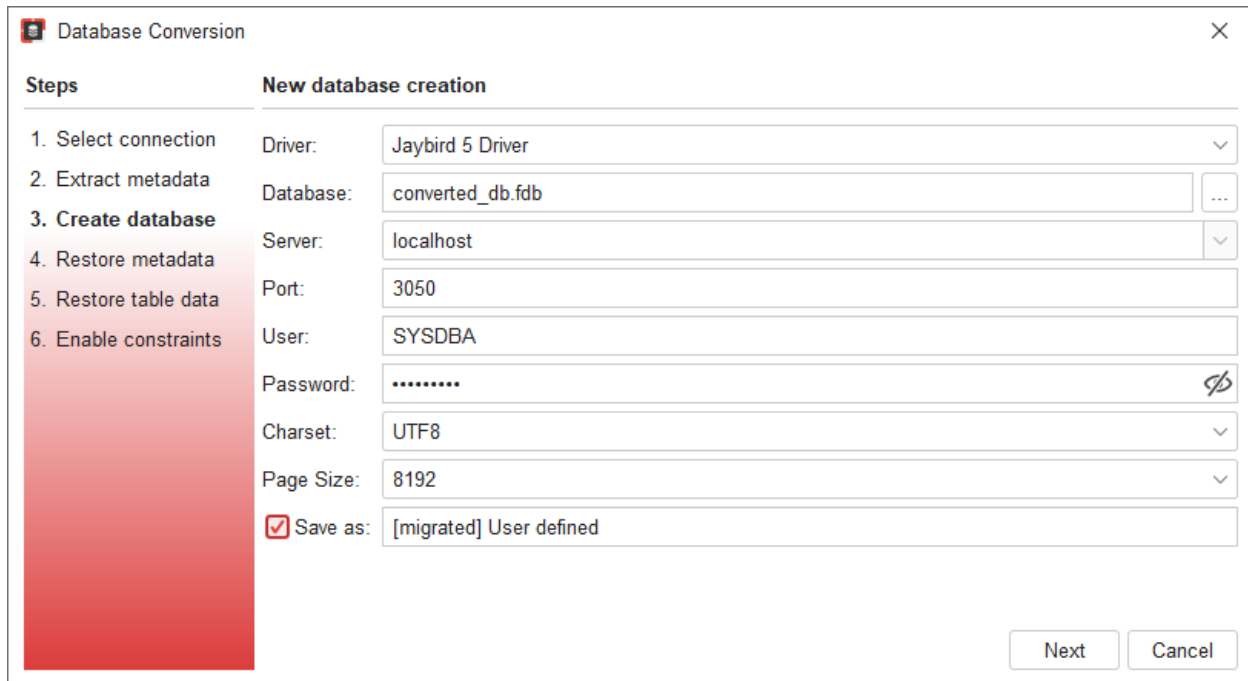 Database Conversion
Steps
1. Select connection
2. Extract metadata
3. Create database
4. Restore metadata
5. Restore table data
6. Enable constraints
New database creation
Driver: Jaybird 5 Driver
Database: converted_db.fdb ...
Server: localhost
Port: 3050
User: SYSDBA
Password: •••••••••
Charset: UTF8
Page Size: 8192
Save as: [migrated] User defined
Next Cancel